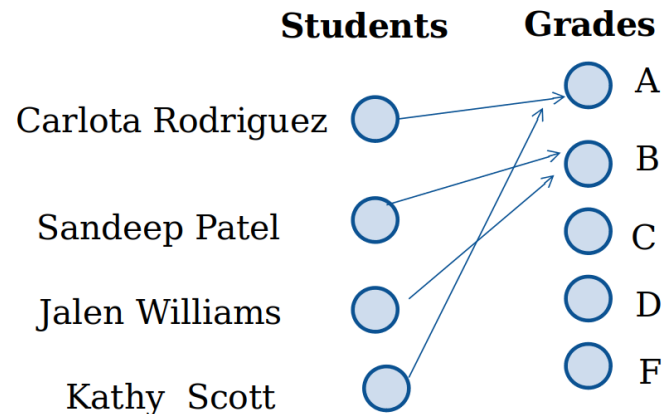 Students Grades
Carlota Rodriguez A
Sandeep Patel B
Jalen Williams C
D
Kathy Scott F